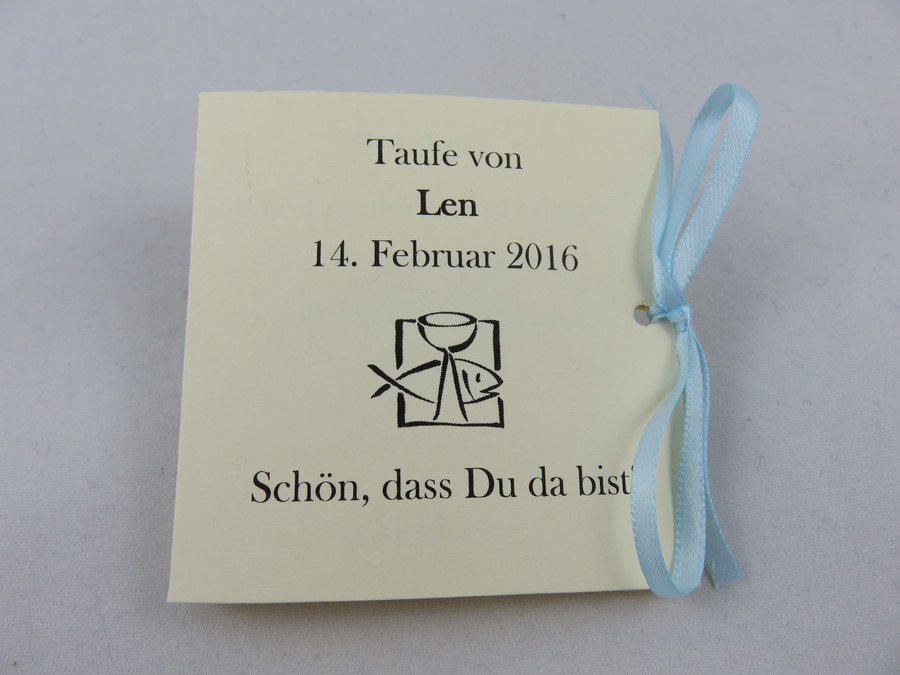 Taufe von
Len
14. Februar 2016
Schön, dass Du da bist!